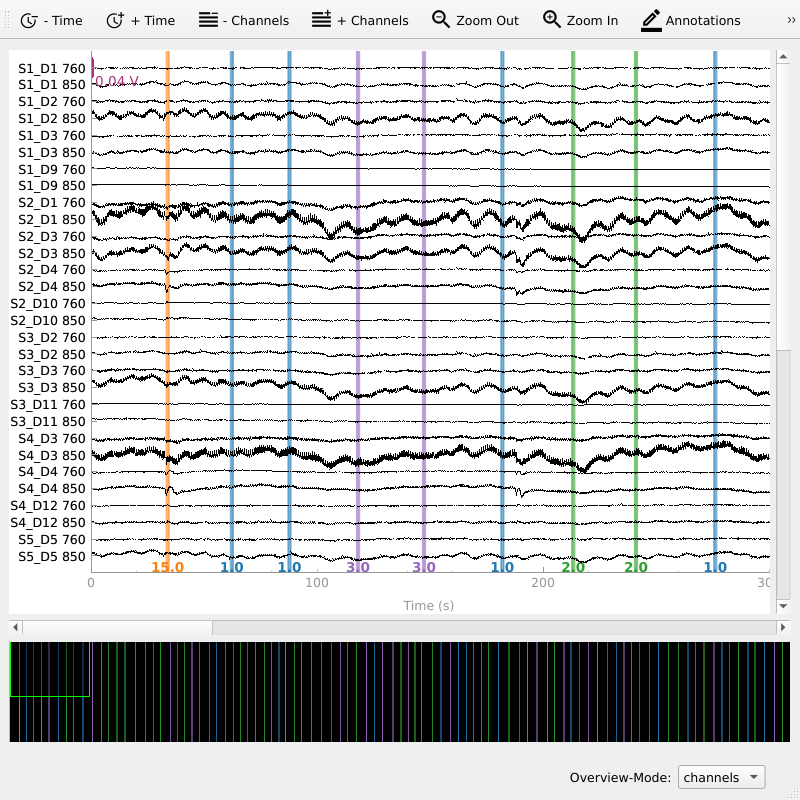 - Time + Time - Channels + Channels Zoom Out Zoom In Annotations »
0.04 V
S1_D1 760
S1_D1 850
S1_D2 760
S1_D2 850
S1_D3 760
S1_D3 850
S1_D9 760
S1_D9 850
S2_D1 760
S2_D1 850
S2_D3 760
S2_D3 850
S2_D4 760
S2_D4 850
S2_D10 760
S2_D10 850
S3_D2 760
S3_D2 850
S3_D3 760
S3_D3 850
S3_D11 760
S3_D11 850
S4_D3 760
S4_D3 850
S4_D4 760
S4_D4 850
S4_D12 760
S4_D12 850
S5_D5 760
S5_D5 850
15.0 1.0 1.0 3.0 3.0 1.0 2.0 2.0 1.0
0 100 200 30
Time (s)
Overview-Mode: channels